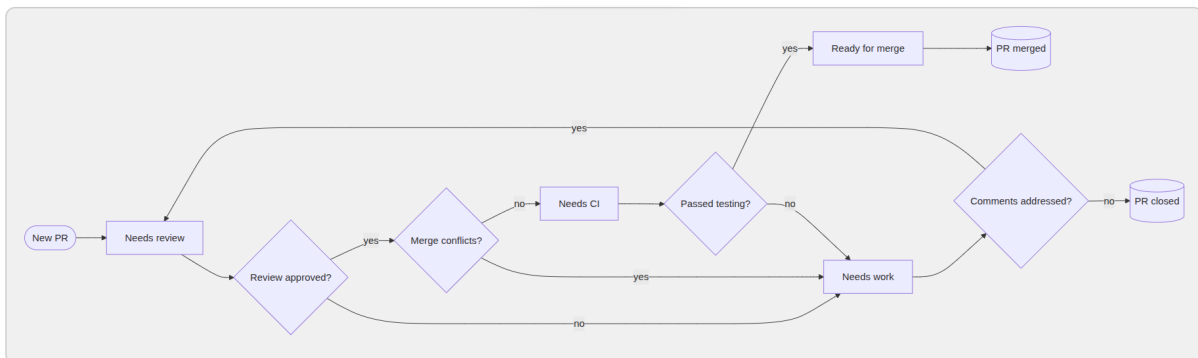 New PR
Needs review
Review approved?
yes
no
Merge conflicts?
no
yes
Needs CI
Passed testing?
yes
no
Ready for merge
PR merged
Needs work
Comments addressed?
yes
no
PR closed